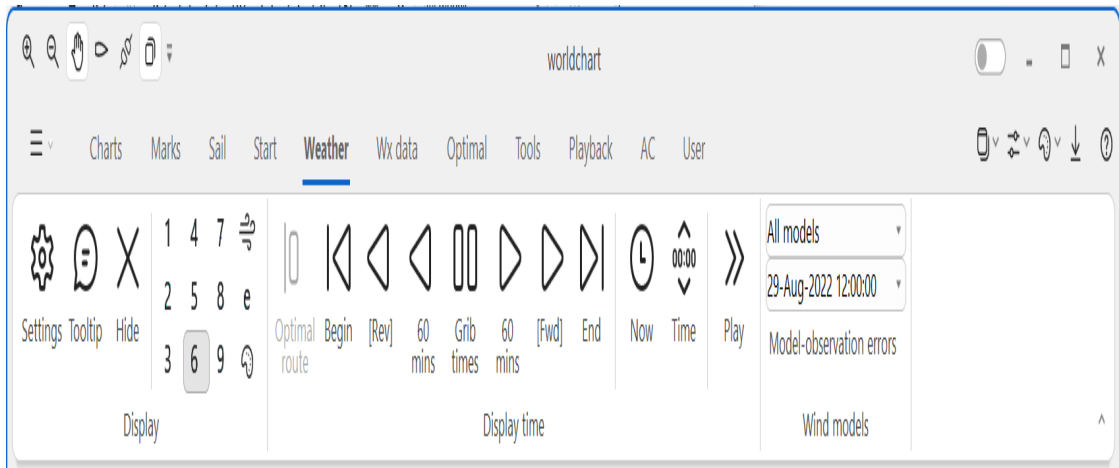 worldchart
Charts Marks Sail Start Weather Wx data Optimal Tools Playback AC User
1 4 7
2 5 8 e
3 6 9
Settings Tooltip Hide
Display
Optimal route
Begin
[Rev]
60 mins
Grib times
60 mins
[Fwd]
End
Now
00:00
Time
Play
Display time
All models
29-Aug-2022 12:00:00
Model-observation errors
Wind models